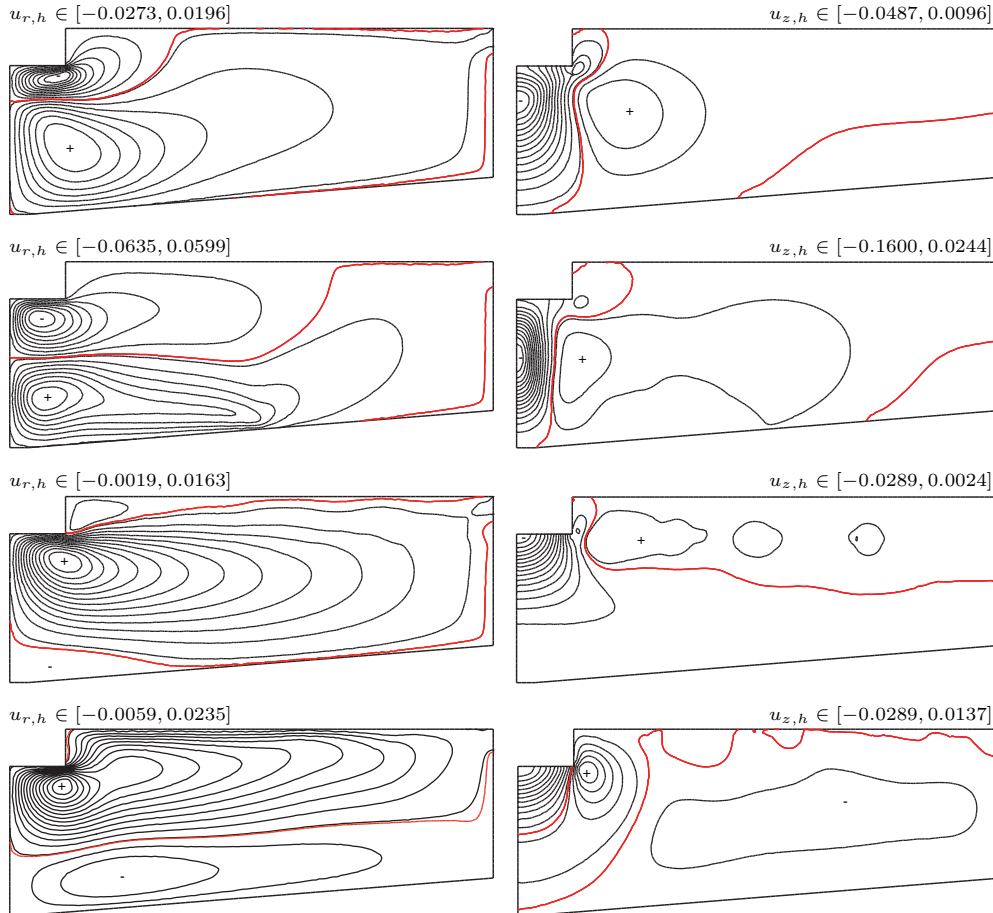 u_{r,h} ∈ [−0.0273, 0.0196]
u_{z,h} ∈ [−0.0487, 0.0096]
-
+
-
+
u_{r,h} ∈ [−0.0635, 0.0599]
u_{z,h} ∈ [−0.1600, 0.0244]
-
+
-
+
u_{r,h} ∈ [−0.0019, 0.0163]
u_{z,h} ∈ [−0.0289, 0.0024]
+
-
-
+
u_{r,h} ∈ [−0.0059, 0.0235]
u_{z,h} ∈ [−0.0289, 0.0137]
+
-
+
-